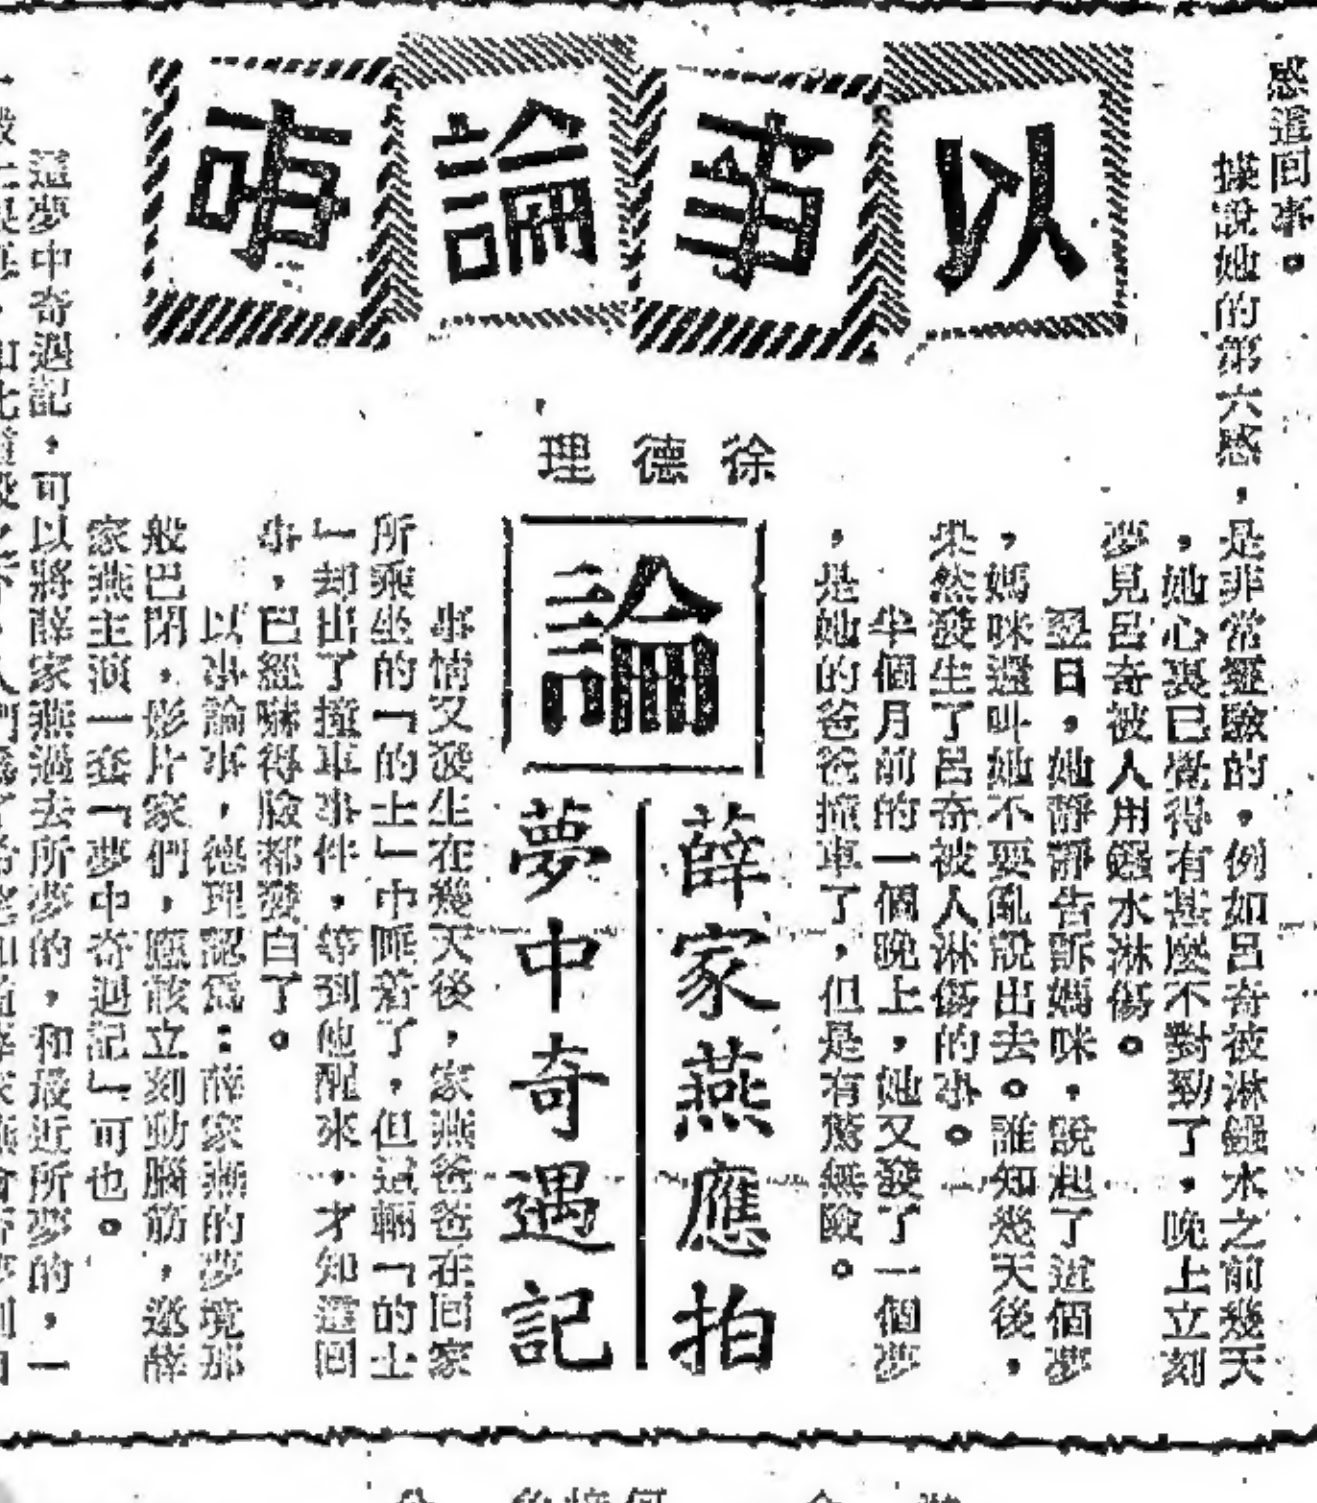 以事論事
徐德理
論
薛家燕應拍
夢中奇遇記
感這回事。
據說她的第六感，是非常靈驗的，例如呂奇被淋鏹水之前幾天
，她心裏已覺得有甚麼不對勁了，晚上立刻
夢見呂奇被人用鏹水淋傷。
翌日，她靜靜告訴媽咪，說起了這個夢
，媽咪還叫她不要亂說出去。誰知幾天後，
果然發生了呂奇被人淋傷的事。
半個月前的一個晚上，她又發了一個夢
，是她的爸爸撞車了，但是有驚無險。
事情又發生在幾天後，家燕爸爸在回家
所乘坐的「的士」中睡着了，但這輛「的士
」却出了撞車事件，等到他醒來，才知這回
事，已經嚇得臉都發白了。
以事論事，德理認爲：薛家燕的夢境那
般巴閉，影片家們，應該立刻動腦筋，邀薛
家燕主演一套「夢中奇遇記」可也。
這夢中奇遇記，可以將薛家燕過去所夢的，和最近所夢的，一